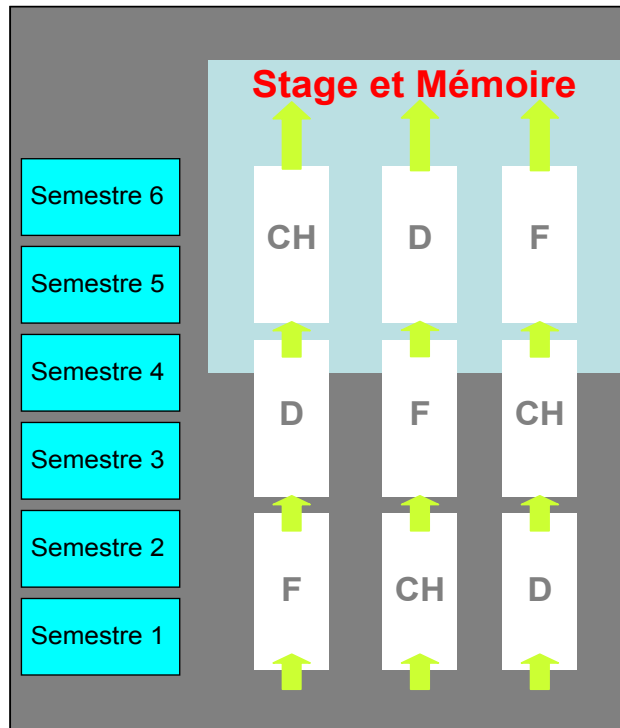 Stage et Mémoire
Semestre 6
CH
D
F
Semestre 5
Semestre 4
D
F
CH
Semestre 3
Semestre 2
F
CH
D
Semestre 1